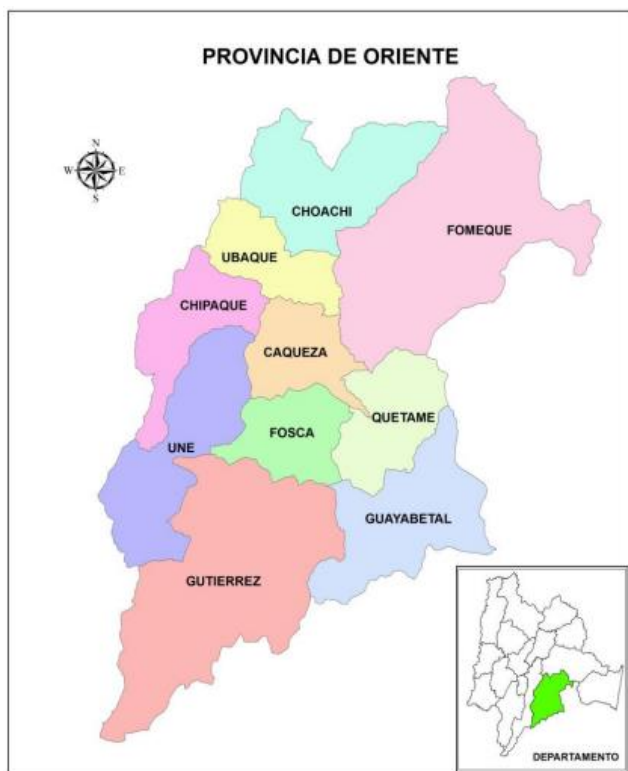 PROVINCIA DE ORIENTE
N
W E
S
CHOACHI
FOMEQUE
UBAQUE
CHIPAQUE
CAQUEZA
QUETAME
FOSCA
UNE
GUAYABETAL
GUTIERREZ
DEPARTAMENTO